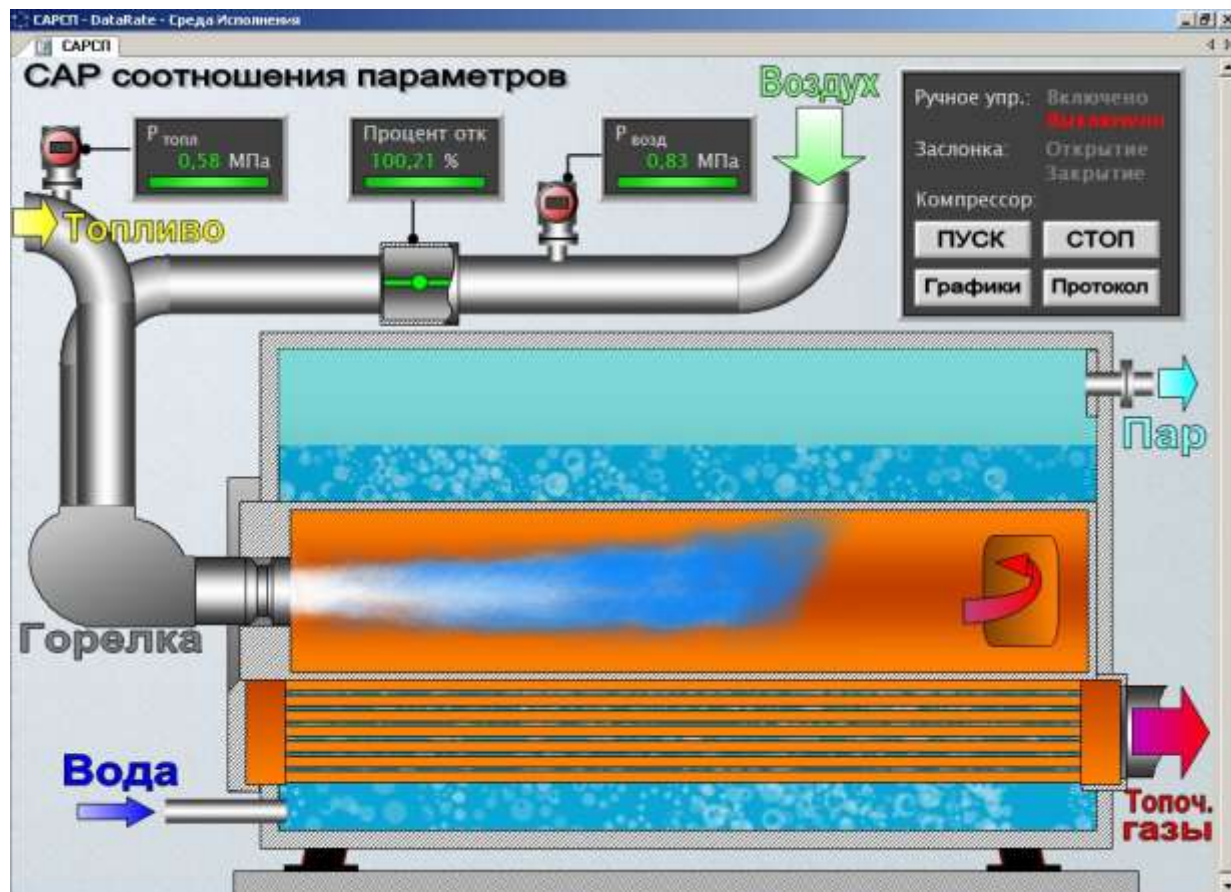 САРСП - DataRate - Среда Исполнения
САРСП
САР соотношения параметров
Воздух
P топл
0,58 МПа
Процент отк
100,21 %
P возд
0,83 МПа
Ручное упр.: Включено
Выключено
Заслонка: Открытие
Закрытие
Компрессор:
ПУСК СТОП
Графики Протокол
Топливо
Пар
Горелка
Вода
Топоч.
газы